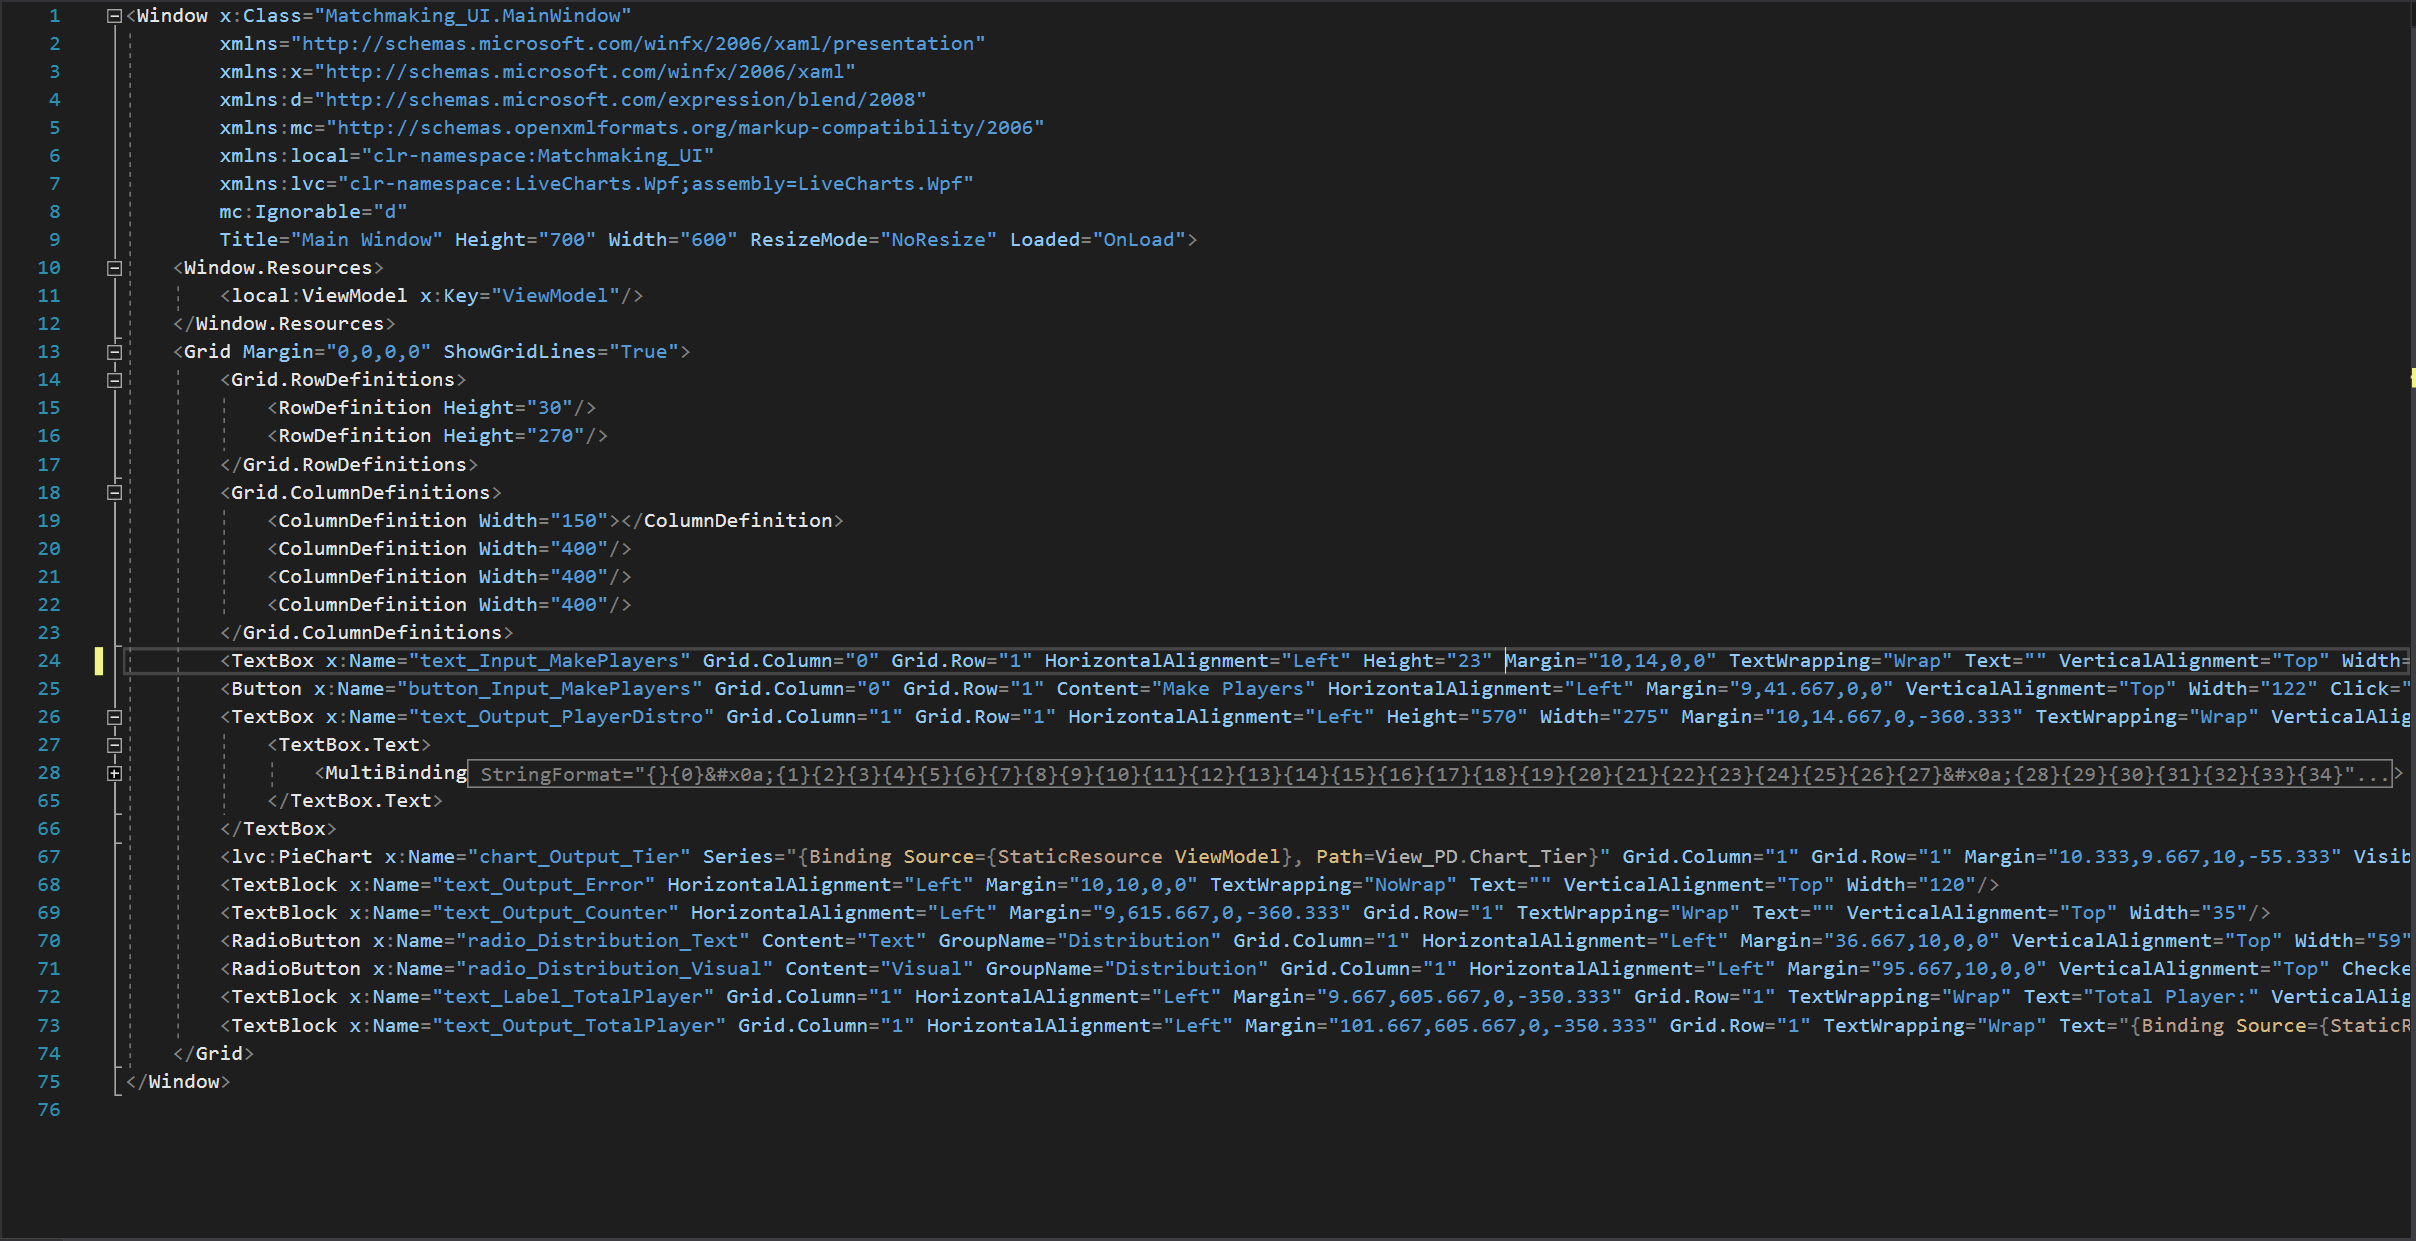 1 <Window x:Class="Matchmaking_UI.MainWindow"
2 xmlns="http://schemas.microsoft.com/winfx/2006/xaml/presentation"
3 xmlns:x="http://schemas.microsoft.com/winfx/2006/xaml"
4 xmlns:d="http://schemas.microsoft.com/expression/blend/2008"
5 xmlns:mc="http://schemas.openxmlformats.org/markup-compatibility/2006"
6 xmlns:local="clr-namespace:Matchmaking_UI"
7 xmlns:lvc="clr-namespace:LiveCharts.Wpf;assembly=LiveCharts.Wpf"
8 mc:Ignorable="d"
9 Title="Main Window" Height="700" Width="600" ResizeMode="NoResize" Loaded="OnLoad">
10 <Window.Resources>
11 <local:ViewModel x:Key="ViewModel"/>
12 </Window.Resources>
13 <Grid Margin="0,0,0,0" ShowGridLines="True">
14 <Grid.RowDefinitions>
15 <RowDefinition Height="30"/>
16 <RowDefinition Height="270"/>
17 </Grid.RowDefinitions>
18 <Grid.ColumnDefinitions>
19 <ColumnDefinition Width="150"></ColumnDefinition>
20 <ColumnDefinition Width="400"/>
21 <ColumnDefinition Width="400"/>
22 <ColumnDefinition Width="400"/>
23 </Grid.ColumnDefinitions>
24 <TextBox x:Name="text_Input_MakePlayers" Grid.Column="0" Grid.Row="1" HorizontalAlignment="Left" Height="23" Margin="10,14,0,0" TextWrapping="Wrap" Text="" VerticalAlignment="Top" Width=
25 <Button x:Name="button_Input_MakePlayers" Grid.Column="0" Grid.Row="1" Content="Make Players" HorizontalAlignment="Left" Margin="9,41.667,0,0" VerticalAlignment="Top" Width="122" Click="
26 <TextBox x:Name="text_Output_PlayerDistro" Grid.Column="1" Grid.Row="1" HorizontalAlignment="Left" Height="570" Width="275" Margin="10,14.667,0,-360.333" TextWrapping="Wrap" VerticalAlig
27 <TextBox.Text>
28 <MultiBinding StringFormat="{}{0}&#x0a;{1}{2}{3}{4}{5}{6}{7}{8}{9}{10}{11}{12}{13}{14}{15}{16}{17}{18}{19}{20}{21}{22}{23}{24}{25}{26}{27}&#x0a;{28}{29}{30}{31}{32}{33}{34}"...>
65 </TextBox.Text>
66 </TextBox>
67 <lvc:PieChart x:Name="chart_Output_Tier" Series="{Binding Source={StaticResource ViewModel}, Path=View_PD.Chart_Tier}" Grid.Column="1" Grid.Row="1" Margin="10.333,9.667,10,-55.333" Visib
68 <TextBlock x:Name="text_Output_Error" HorizontalAlignment="Left" Margin="10,10,0,0" TextWrapping="NoWrap" Text="" VerticalAlignment="Top" Width="120"/>
69 <TextBlock x:Name="text_Output_Counter" HorizontalAlignment="Left" Margin="9,615.667,0,-360.333" Grid.Row="1" TextWrapping="Wrap" Text="" VerticalAlignment="Top" Width="35"/>
70 <RadioButton x:Name="radio_Distribution_Text" Content="Text" GroupName="Distribution" Grid.Column="1" HorizontalAlignment="Left" Margin="36.667,10,0,0" VerticalAlignment="Top" Width="59"
71 <RadioButton x:Name="radio_Distribution_Visual" Content="Visual" GroupName="Distribution" Grid.Column="1" HorizontalAlignment="Left" Margin="95.667,10,0,0" VerticalAlignment="Top" Checke
72 <TextBlock x:Name="text_Label_TotalPlayer" Grid.Column="1" HorizontalAlignment="Left" Margin="9.667,605.667,0,-350.333" Grid.Row="1" TextWrapping="Wrap" Text="Total Player:" VerticalAlig
73 <TextBlock x:Name="text_Output_TotalPlayer" Grid.Column="1" HorizontalAlignment="Left" Margin="101.667,605.667,0,-350.333" Grid.Row="1" TextWrapping="Wrap" Text="{Binding Source={StaticR
74 </Grid>
75 </Window>
76